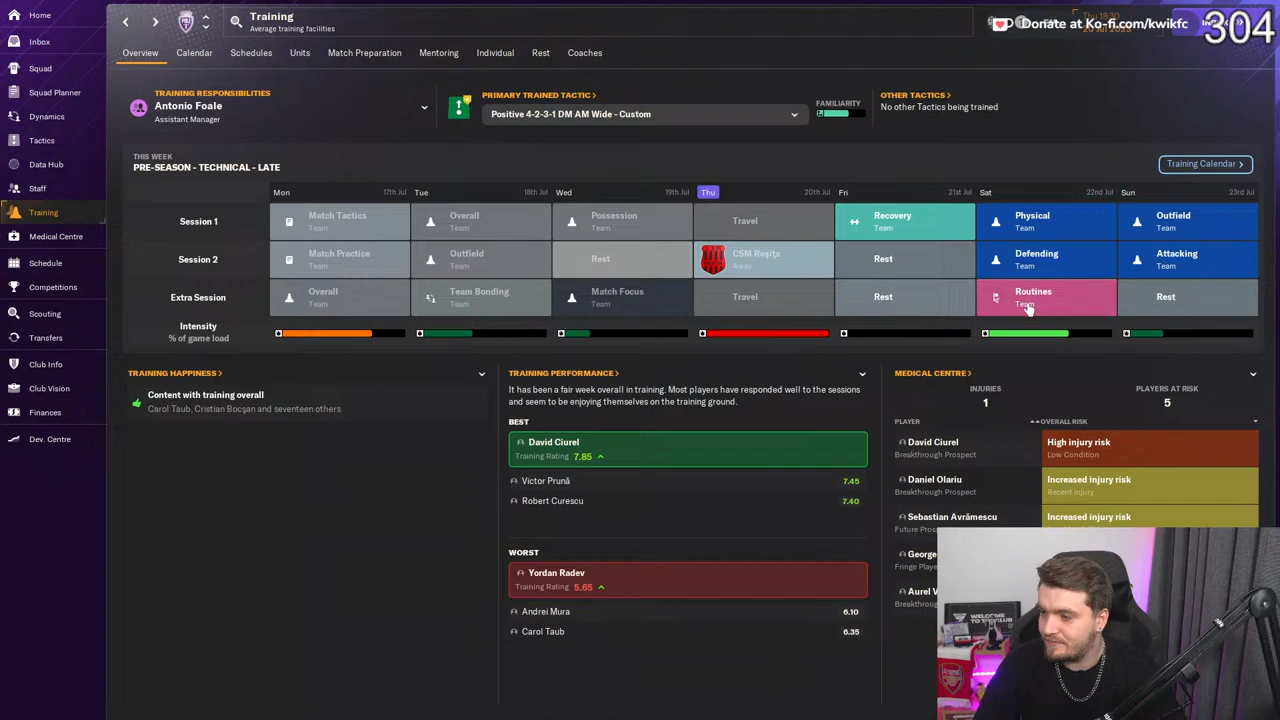 Home
Inbox
Squad
Squad Planner
Dynamics
Tactics
Data Hub
Staff
Training
Medical Centre
Schedule
Competitions
Scouting
Transfers
Club Info
Club Vision
Finances
Dev. Centre
Training
Average training facilities
Donate at Ko-fi.com/kwikfc
304
Overview
Calendar
Schedules
Units
Match Preparation
Mentoring
Individual
Rest
Coaches
TRAINING RESPONSIBILITIES
Antonio Foale
Assistant Manager
PRIMARY TRAINED TACTIC >
Positive 4-2-3-1 DM AM Wide - Custom
FAMILIARITY
OTHER TACTICS >
No other Tactics being trained
THIS WEEK
PRE-SEASON - TECHNICAL - LATE
Training Calendar >
Mon 17th Jul
Tue 18th Jul
Wed 19th Jul
Thu 20th Jul
Fri 21st Jul
Sat 22nd Jul
Sun 23rd Jul
Session 1
Match Tactics
Team
Overall
Team
Possession
Team
Travel
Recovery
Team
Physical
Team
Outfield
Team
Session 2
Match Practice
Team
Outfield
Team
Rest
CSM Reşiţa
Away
Rest
Defending
Team
Attacking
Team
Extra Session
Overall
Team
Team Bonding
Team
Match Focus
Team
Travel
Rest
Routines
Team
Rest
Intensity
% of game load
TRAINING HAPPINESS >
Content with training overall
Carol Taub, Cristian Bocşan and seventeen others
TRAINING PERFORMANCE >
It has been a fair week overall in training. Most players have responded well to the sessions
and seem to be enjoying themselves on the training ground.
BEST
David Ciurel
Training Rating 7.85
Victor Prună 7.45
Robert Curescu 7.40
WORST
Yordan Radev
Training Rating 5.65
Andrei Mura 6.10
Carol Taub 6.35
MEDICAL CENTRE >
INJURIES
1
PLAYERS AT RISK
5
PLAYER
OVERALL RISK
David Ciurel
Breakthrough Prospect
High injury risk
Low Condition
Daniel Olariu
Breakthrough Prospect
Increased injury risk
Recent injury
Sebastian Avrămescu
Future Pros
Increased injury risk
George
Fringe Playe
Aurel V
Breakthrou
WELCOME
Arsenal